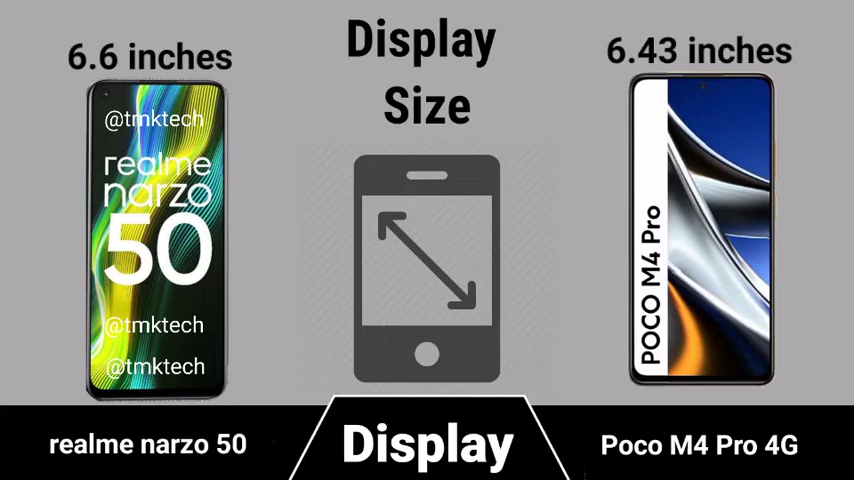 6.6 inches
Display
Size
6.43 inches
@tmktech
realme
narzo
50
@tmktech
@tmktech
POCO M4 Pro
realme narzo 50
Display
Poco M4 Pro 4G